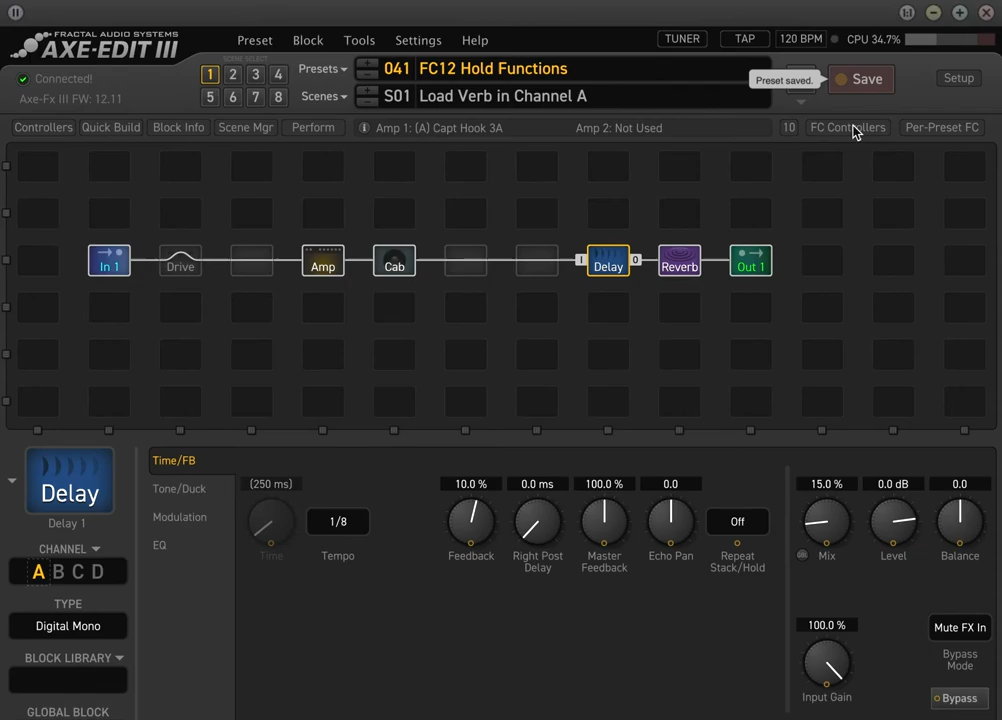 FRACTAL AUDIO SYSTEMS
AXE-EDIT III
Preset Block Tools Settings Help
TUNER TAP 120 BPM CPU 34.7%
Connected!
Axe-Fx III FW: 12.11
SCENE SELECT
1 2 3 4
5 6 7 8
Presets 041 FC12 Hold Functions
Scenes S01 Load Verb in Channel A
Preset saved.
Save
Setup
Controllers Quick Build Block Info Scene Mgr Perform
Amp 1: (A) Capt Hook 3A Amp 2: Not Used
10 FC Controllers Per-Preset FC
In 1 Drive Amp Cab I Delay O Reverb Out 1
Delay
Delay 1
CHANNEL
A B C D
TYPE
Digital Mono
BLOCK LIBRARY
GLOBAL BLOCK
Time/FB
Tone/Duck
Modulation
EQ
(250 ms) 10.0 % 0.0 ms 100.0 % 0.0 15.0 % 0.0 dB 0.0
1/8 Off
Time Tempo Feedback Right Post Delay Master Feedback Echo Pan Repeat Stack/Hold Mix Level Balance
100.0 %
Input Gain
Mute FX In
Bypass
Mode
Bypass